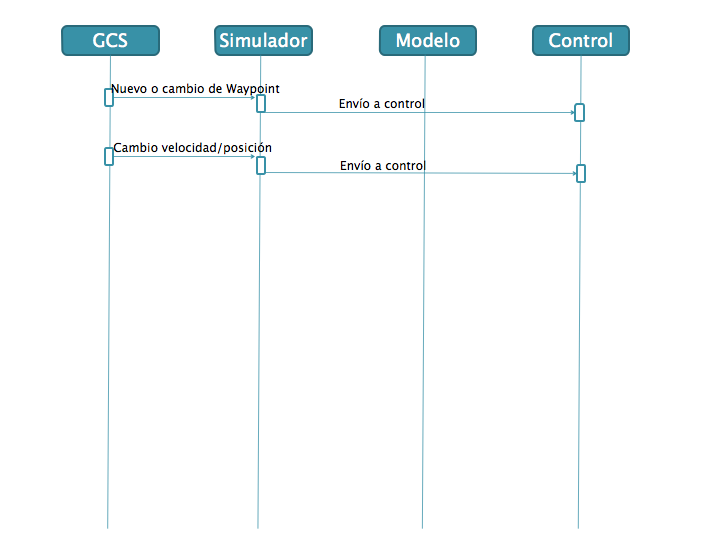 GCS
Simulador
Modelo
Control
Nuevo o cambio de Waypoint
Envío a control
Cambio velocidad/posición
Envío a control